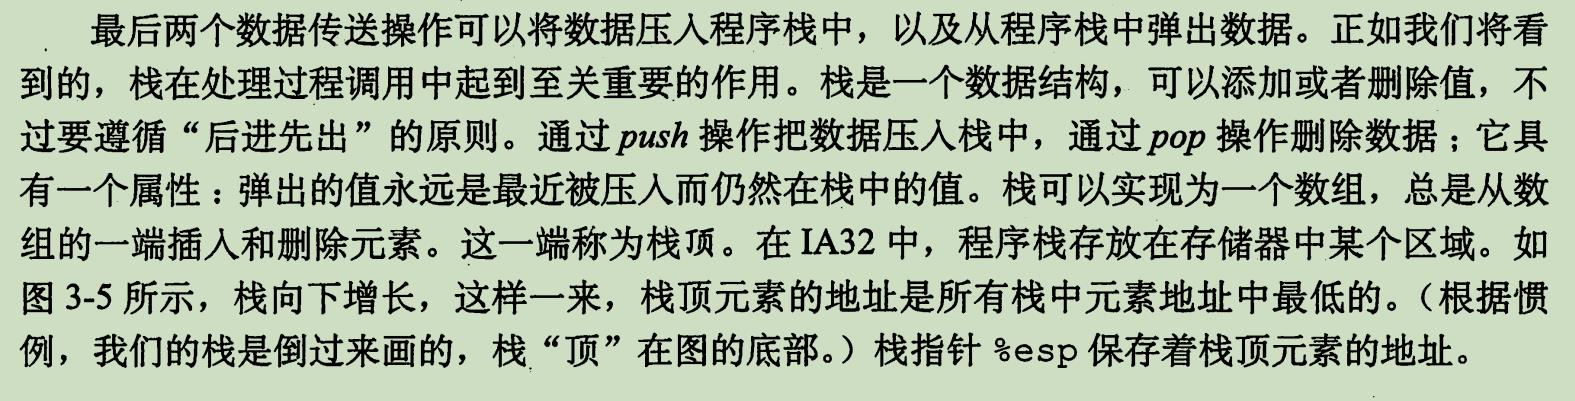 最后两个数据传送操作可以将数据压入程序栈中，以及从程序栈中弹出数据。正如我们将看
到的，栈在处理过程调用中起到至关重要的作用。栈是一个数据结构，可以添加或者删除值，不
过要遵循“后进先出”的原则。通过 push 操作把数据压入栈中，通过 pop 操作删除数据；它具
有一个属性：弹出的值永远是最近被压入而仍然在栈中的值。栈可以实现为一个数组，总是从数
组的一端插入和删除元素。这一端称为栈顶。在 IA32 中，程序栈存放在存储器中某个区域。如
图 3-5 所示，栈向下增长，这样一来，栈顶元素的地址是所有栈中元素地址中最低的。（根据惯
例，我们的栈是倒过来画的，栈“顶”在图的底部。）栈指针 %esp 保存着栈顶元素的地址。